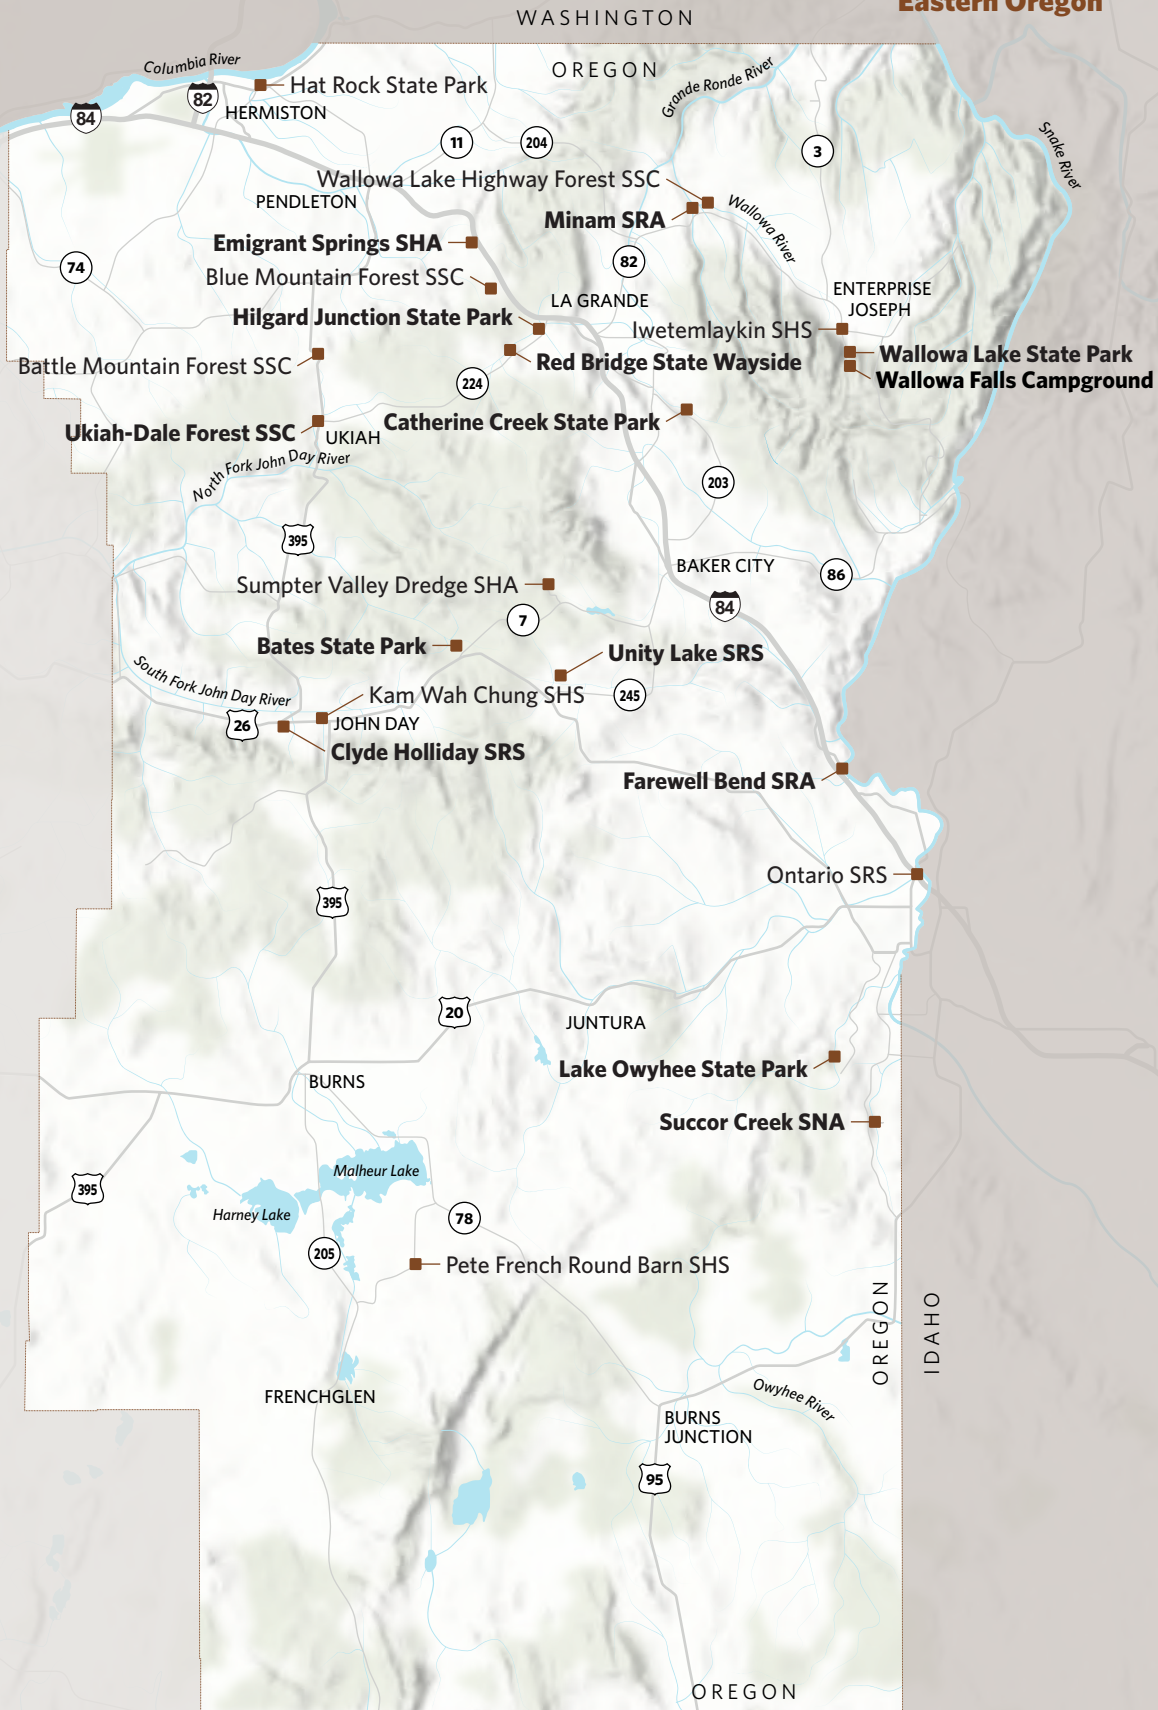 Eastern Oregon
WASHINGTON
OREGON
Columbia River
Hat Rock State Park
82
84
HERMISTON
Grande Ronde River
Snake River
11
204
3
Wallowa Lake Highway Forest SSC
PENDLETON
Minam SRA
Wallowa River
Emigrant Springs SHA
74
82
Blue Mountain Forest SSC
LA GRANDE
ENTERPRISE
JOSEPH
Hilgard Junction State Park
Iwetemlaykin SHS
Battle Mountain Forest SSC
Red Bridge State Wayside
Wallowa Lake State Park
Wallowa Falls Campground
224
Ukiah-Dale Forest SSC
UKIAH
Catherine Creek State Park
North Fork John Day River
203
395
BAKER CITY
86
Sumpter Valley Dredge SHA
84
7
Bates State Park
Unity Lake SRS
South Fork John Day River
Kam Wah Chung SHS
245
26
JOHN DAY
Clyde Holliday SRS
Farewell Bend SRA
Ontario SRS
395
20
JUNTURA
Lake Owyhee State Park
BURNS
Succor Creek SNA
Malheur Lake
395
Harney Lake
78
205
Pete French Round Barn SHS
OREGON
IDAHO
FRENCHGLEN
Owyhee River
BURNS
JUNCTION
95
OREGON